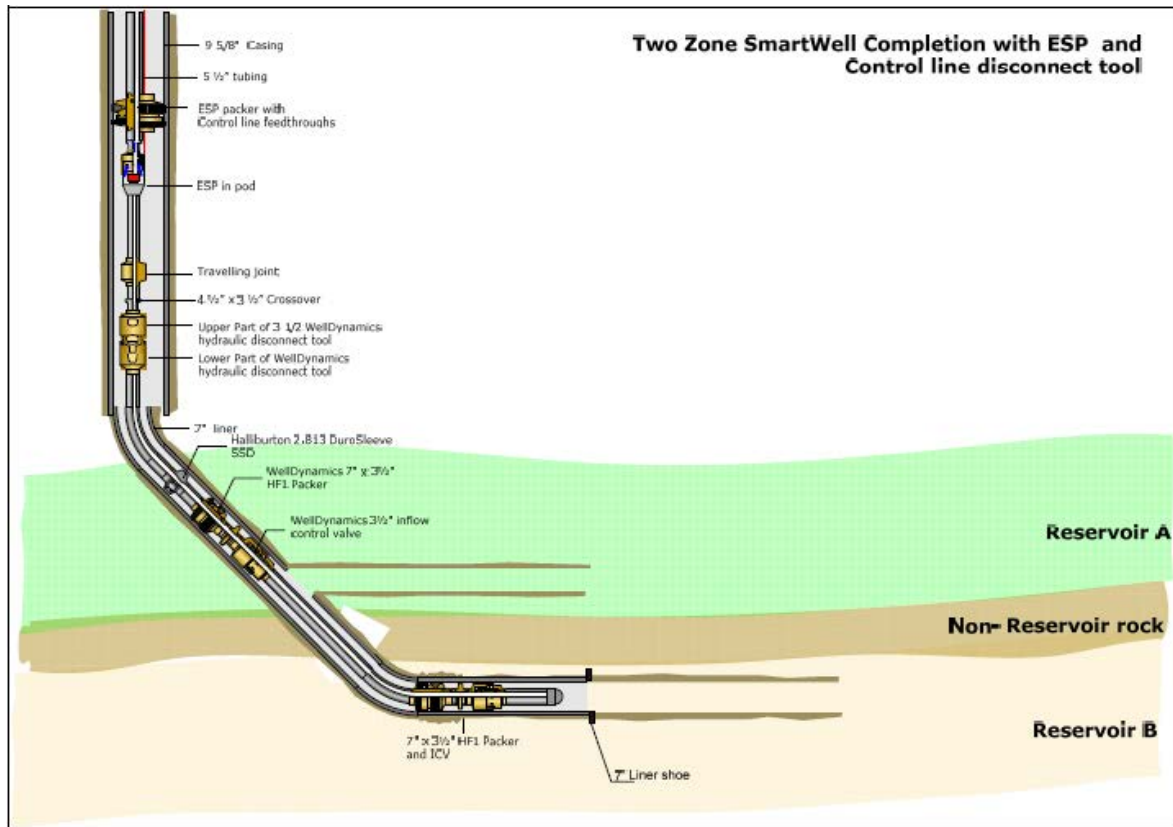 Two Zone SmartWell Completion with ESP and
Control line disconnect tool
9 5/8" Casing
5 ½" tubing
ESP packer with
Control line feedthroughs
ESP in pod
Travelling joint
4 ½" x 3 ½" Crossover
Upper Part of 3 1/2 WellDynamics
hydraulic disconnect tool
Lower Part of WellDynamics
hydraulic disconnect tool
7" liner
Halliburton 2.813 DuroSleeve
SSD
WellDynamics 7" x 3½"
HF1 Packer
WellDynamics 3½" inflow
control valve
Reservoir A
Non- Reservoir rock
Reservoir B
7" x 3½" HF1 Packer
and ICV
7" Liner shoe